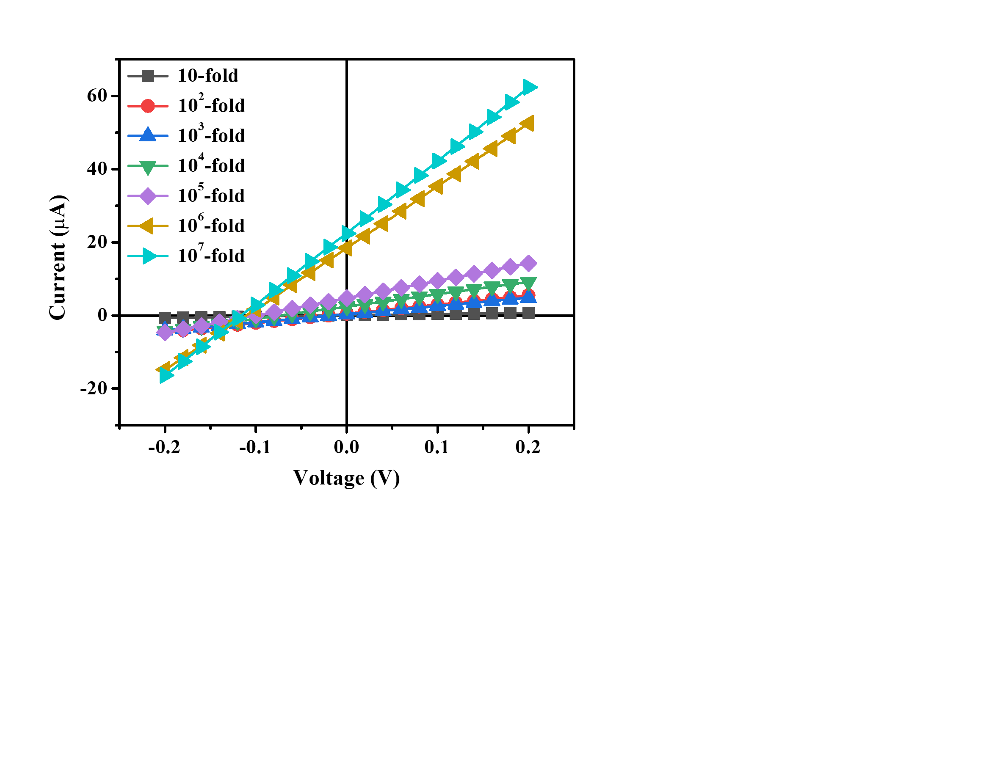 10-fold
10²-fold
10³-fold
10⁴-fold
10⁵-fold
10⁶-fold
10⁷-fold
60
40
20
0
-20
Current (μA)
-0.2
-0.1
0.0
0.1
0.2
Voltage (V)